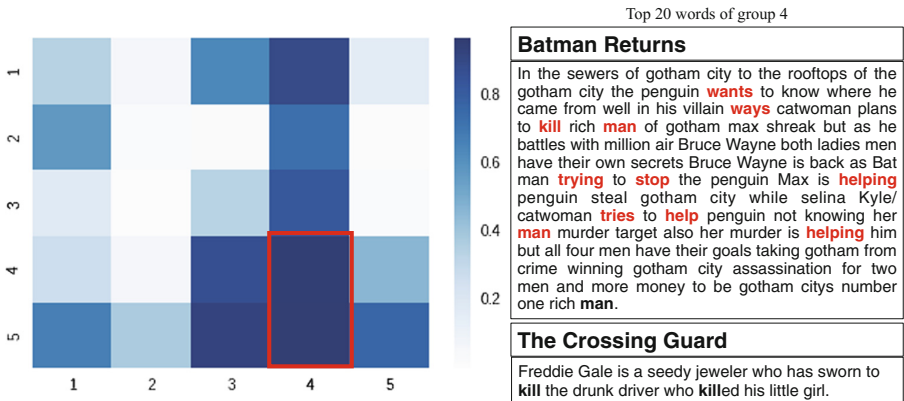 Top 20 words of group 4
1
2
3
4
5
1 2 3 4 5
0.8
0.6
0.4
0.2
Batman Returns
In the sewers of gotham city to the rooftops of the
gotham city the penguin wants to know where he
came from well in his villain ways catwoman plans
to kill rich man of gotham max shreak but as he
battles with million air Bruce Wayne both ladies men
have their own secrets Bruce Wayne is back as Bat
man trying to stop the penguin Max is helping
penguin steal gotham city while selina Kyle/
catwoman tries to help penguin not knowing her
man murder target also her murder is helping him
but all four men have their goals taking gotham from
crime winning gotham city assassination for two
men and more money to be gotham citys number
one rich man.
The Crossing Guard
Freddie Gale is a seedy jeweler who has sworn to
kill the drunk driver who killed his little girl.